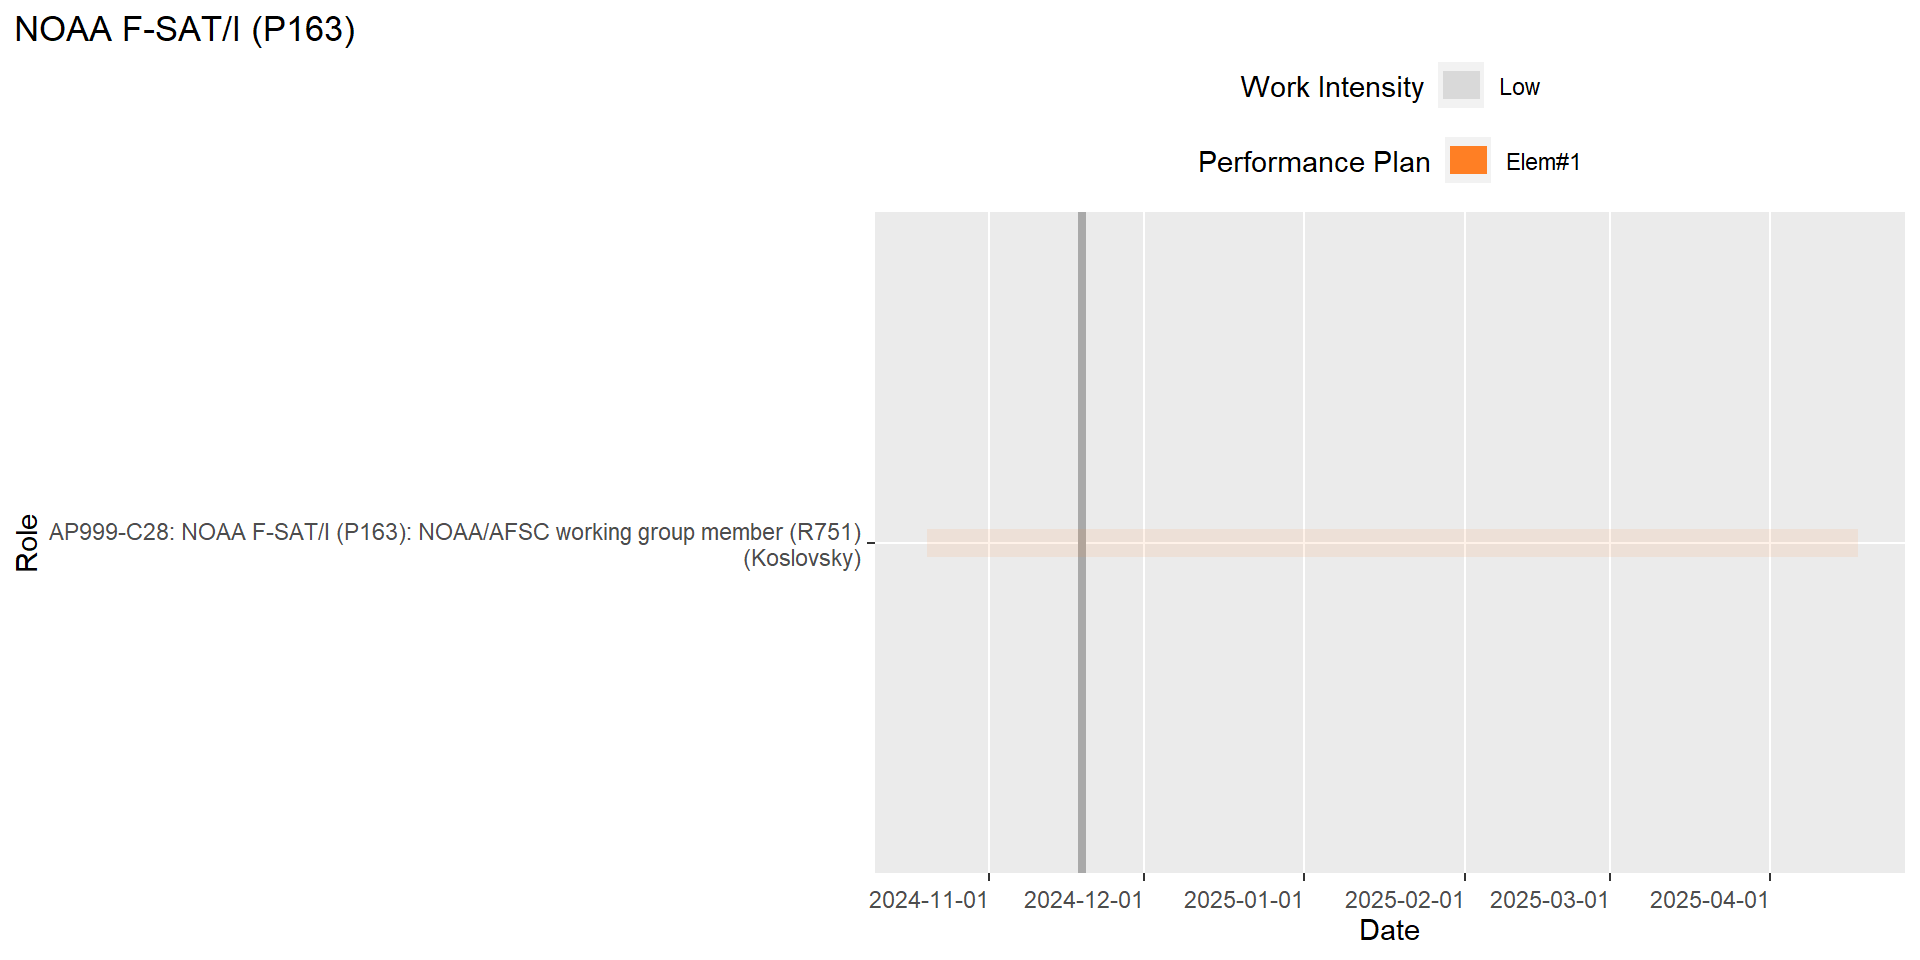 NOAA F-SAT/I (P163)
Work Intensity Low
Performance Plan Elem#1
Role
AP999-C28: NOAA F-SAT/I (P163): NOAA/AFSC working group member (R751)
(Koslovsky)
2024-11-01 2024-12-01 2025-01-01 2025-02-01 2025-03-01 2025-04-01
Date